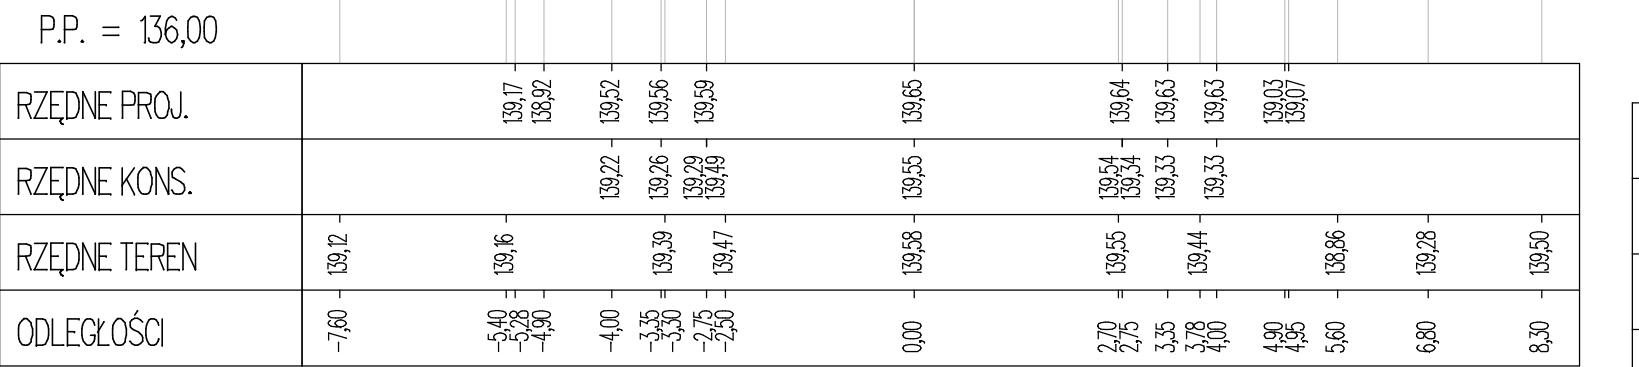 P.P. = 136,00
RZĘDNE PROJ. 139,17 138,92 139,52 139,56 139,59 139,65 139,64 139,63 139,63 139,03 139,07
RZĘDNE KONS. 139,22 139,26 139,29 139,49 139,55 139,54 139,34 139,33 139,33
RZĘDNE TEREN 139,12 139,16 139,39 139,47 139,58 139,55 139,44 138,86 139,28 139,50
ODLEGŁOŚCI -7,60 -5,40 -5,28 -4,90 -4,00 -3,35 -3,30 -2,75 -2,50 0,00 2,70 2,75 3,35 3,78 4,00 4,90 4,95 5,60 6,80 8,30